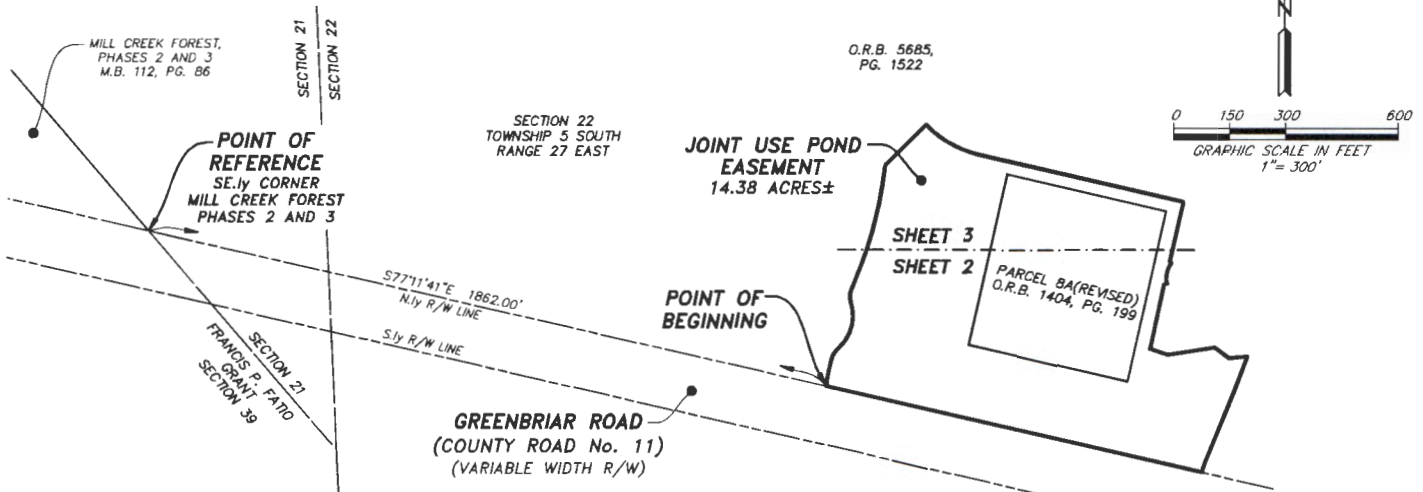 MILL CREEK FOREST,
PHASES 2 AND 3
M.B. 112, PG. 86
SECTION 21
SECTION 22
O.R.B. 5685,
PG. 1522
N
0 150 300 600
GRAPHIC SCALE IN FEET
1"= 300'
SECTION 22
TOWNSHIP 5 SOUTH
RANGE 27 EAST
POINT OF
REFERENCE
SE.ly CORNER
MILL CREEK FOREST
PHASES 2 AND 3
JOINT USE POND
EASEMENT
14.38 ACRES±
SHEET 3
SHEET 2
PARCEL 8A(REVISED)
O.R.B. 1404, PG. 199
S77°11'41"E 1862.00'
N.ly R/W LINE
S.ly R/W LINE
POINT OF
BEGINNING
SECTION 21
FRANCIS P. FATIO
GRANT
SECTION 39
GREENBRIAR ROAD
(COUNTY ROAD No. 11)
(VARIABLE WIDTH R/W)